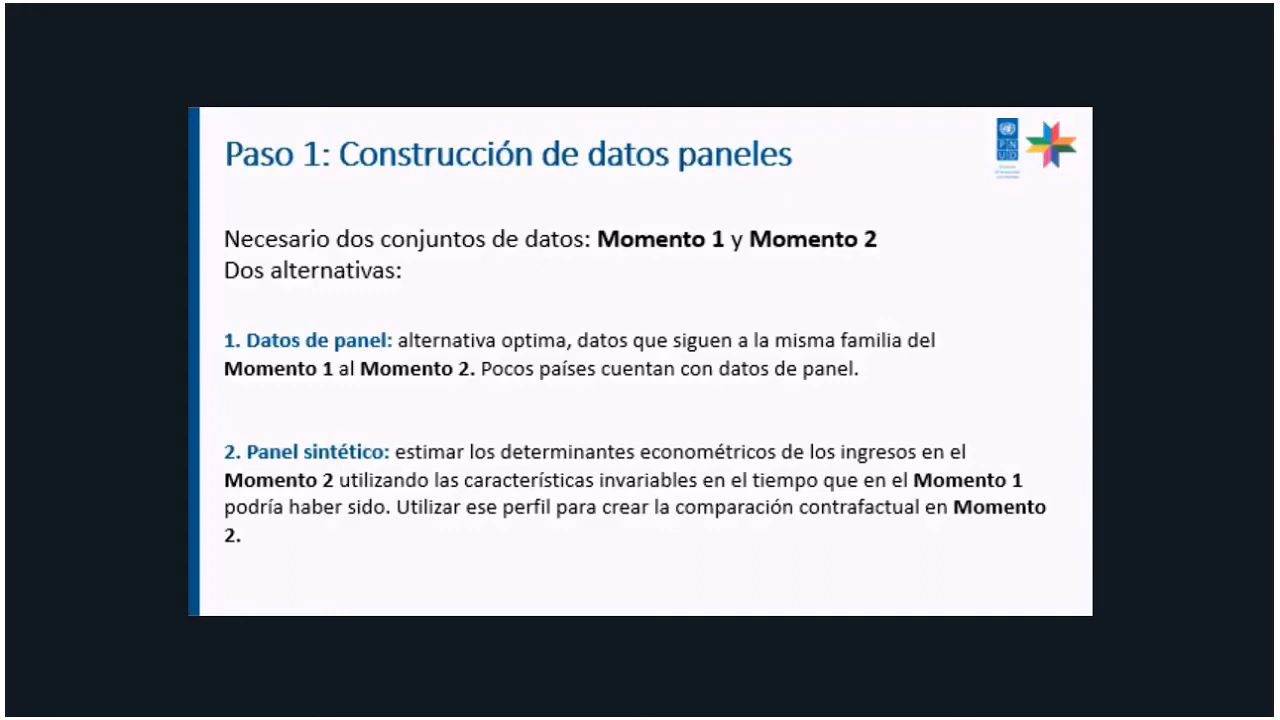 Paso 1: Construcción de datos paneles
P N
U D
Necesario dos conjuntos de datos: Momento 1 y Momento 2
Dos alternativas:
1. Datos de panel: alternativa optima, datos que siguen a la misma familia del
Momento 1 al Momento 2. Pocos países cuentan con datos de panel.
2. Panel sintético: estimar los determinantes econométricos de los ingresos en el
Momento 2 utilizando las características invariables en el tiempo que en el Momento 1
podría haber sido. Utilizar ese perfil para crear la comparación contrafactual en Momento
2.